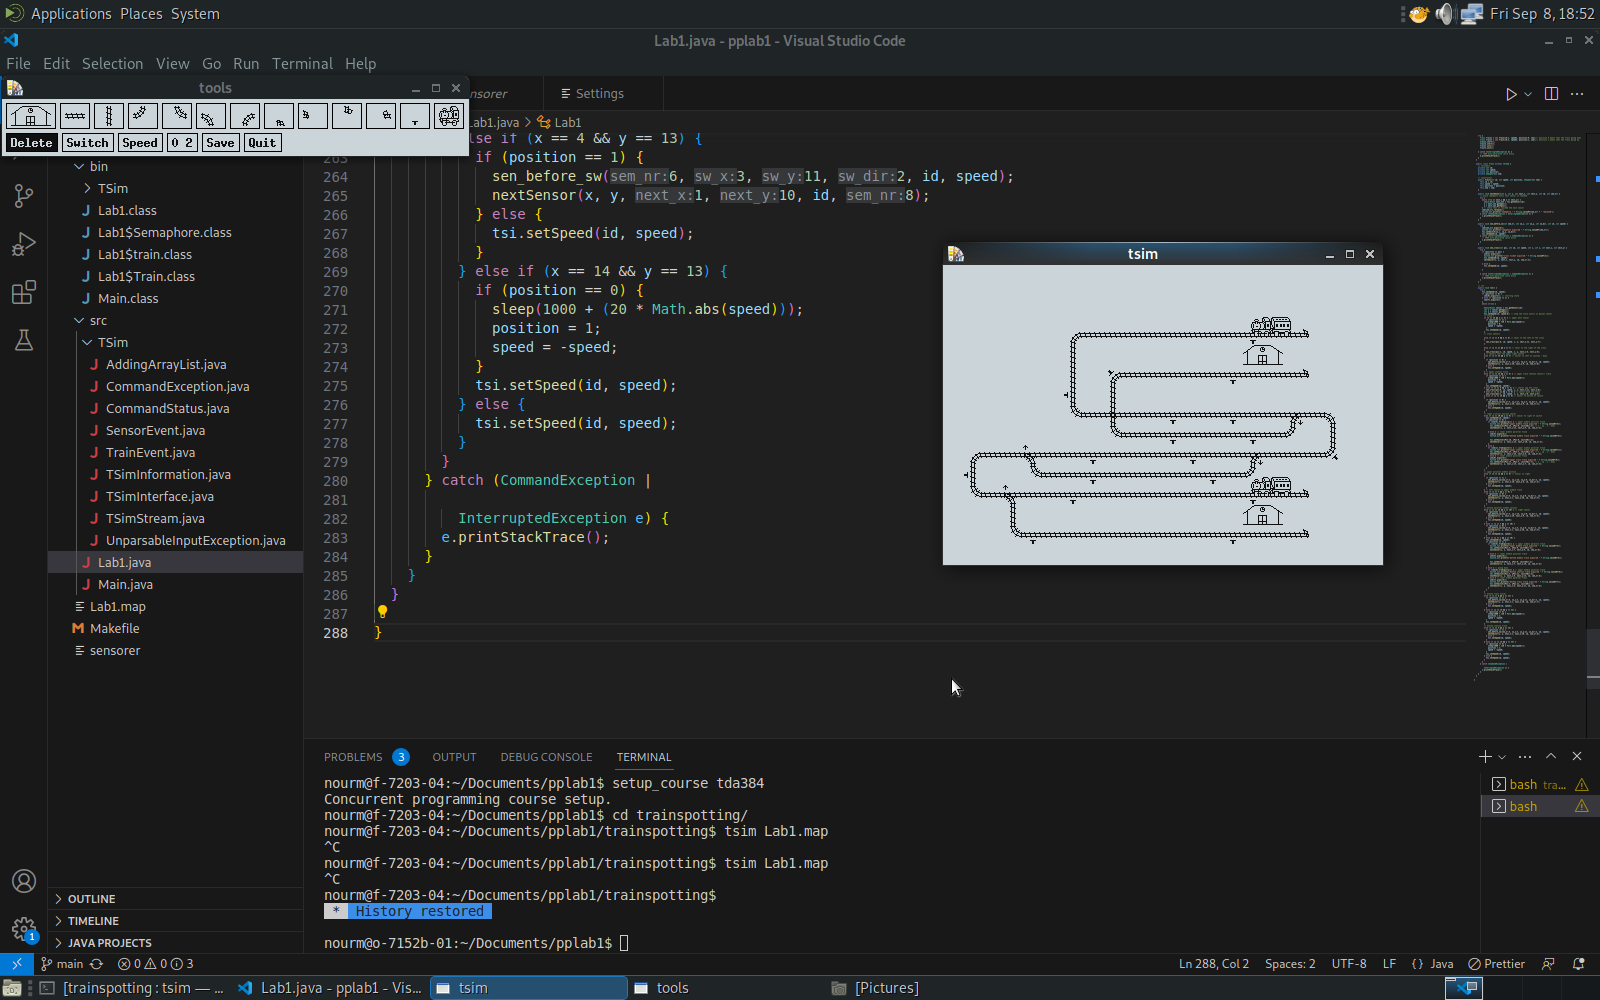 Applications Places System
Fri Sep 8, 18:52
Lab1.java - pplab1 - Visual Studio Code
File Edit Selection View Go Run Terminal Help
tools
Delete Switch Speed 0 2 Save Quit
nsorer
Settings
ab1.java > Lab1
bin
TSim
Lab1.class
Lab1$Semaphore.class
Lab1$train.class
Lab1$Train.class
Main.class
src
TSim
AddingArrayList.java
CommandException.java
CommandStatus.java
SensorEvent.java
TrainEvent.java
TSimInformation.java
TSimInterface.java
TSimStream.java
UnparsableInputException.java
Lab1.java
Main.java
Lab1.map
Makefile
sensorer
OUTLINE
TIMELINE
JAVA PROJECTS
lse if (x == 4 && y == 13) {
263 if (position == 1) {
264 sen_before_sw(sem_nr:6, sw_x:3, sw_y:11, sw_dir:2, id, speed);
265 nextSensor(x, y, next_x:1, next_y:10, id, sem_nr:8);
266 } else {
267 tsi.setSpeed(id, speed);
268 }
269 } else if (x == 14 && y == 13) {
270 if (position == 0) {
271 sleep(1000 + (20 * Math.abs(speed)));
272 position = 1;
273 speed = -speed;
274 }
275 tsi.setSpeed(id, speed);
276 } else {
277 tsi.setSpeed(id, speed);
278 }
279 }
280 } catch (CommandException |
281
282 InterruptedException e) {
283 e.printStackTrace();
284 }
285 }
286 }
287
288 }
tsim
PROBLEMS 3 OUTPUT DEBUG CONSOLE TERMINAL
nourm@f-7203-04:~/Documents/pplab1$ setup_course tda384
Concurrent programming course setup.
nourm@f-7203-04:~/Documents/pplab1$ cd trainspotting/
nourm@f-7203-04:~/Documents/pplab1/trainspotting$ tsim Lab1.map
^C
nourm@f-7203-04:~/Documents/pplab1/trainspotting$ tsim Lab1.map
^C
nourm@f-7203-04:~/Documents/pplab1/trainspotting$
* History restored
nourm@o-7152b-01:~/Documents/pplab1$
bash tra...
bash
1
main 0 0 3
Ln 288, Col 2 Spaces: 2 UTF-8 LF {} Java Prettier
[trainspotting : tsim — ... Lab1.java - pplab1 - Vis... tsim tools [Pictures]